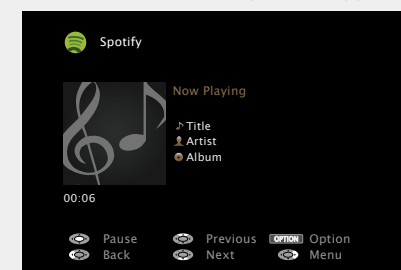 Spotify
Now Playing
Title
Artist
Album
00:06
Pause Previous OPTION Option
Back Next Menu